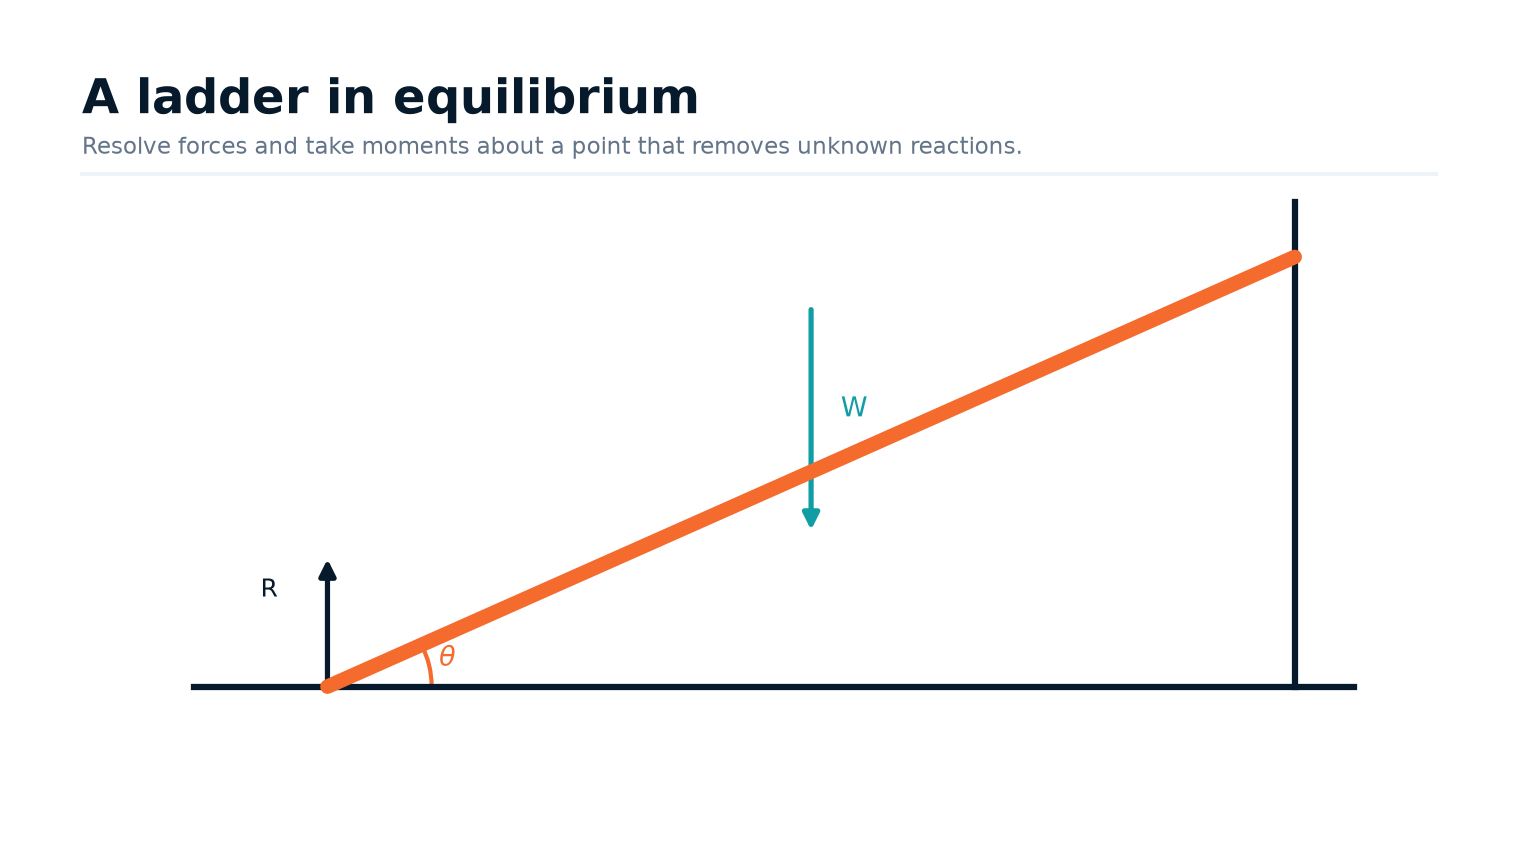 A ladder in equilibrium
Resolve forces and take moments about a point that removes unknown reactions.
W
R
θ